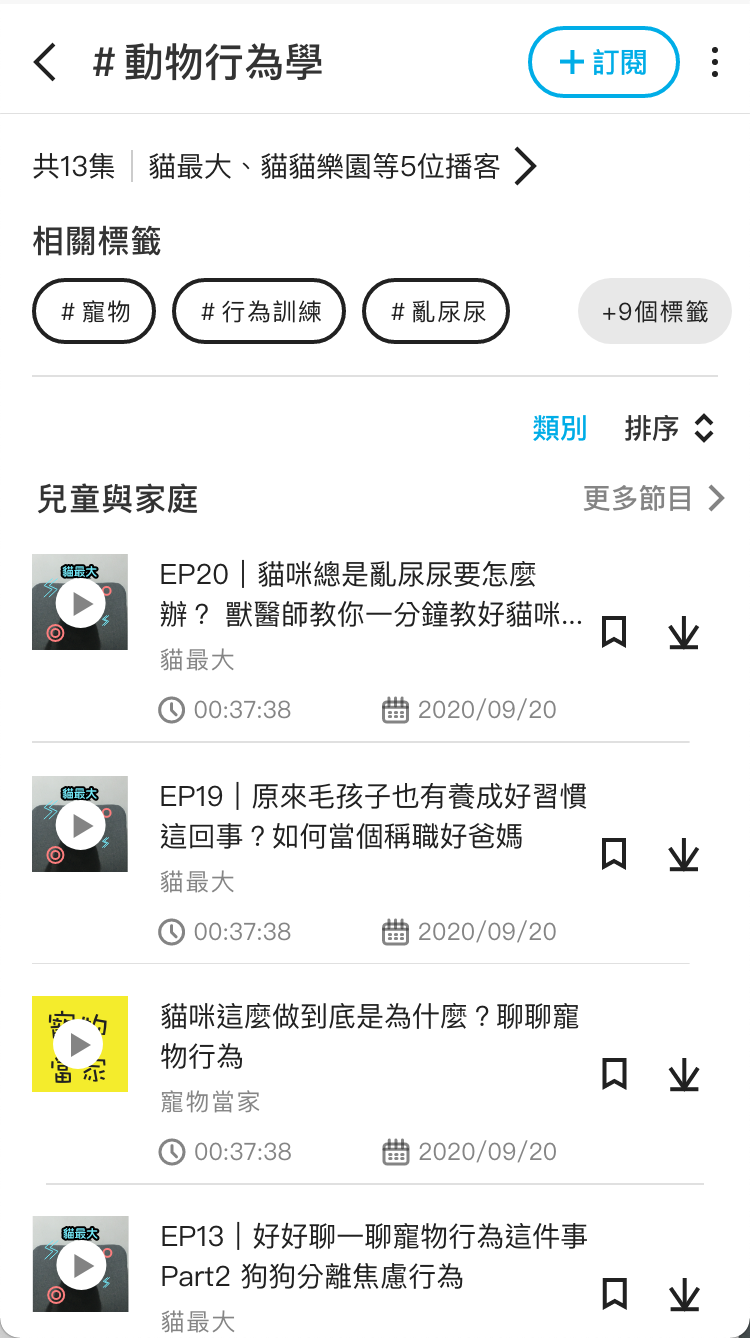 #動物行為學
+訂閱
共13集
貓最大、貓貓樂園等5位播客
相關標籤
#寵物
#行為訓練
#亂尿尿
+9個標籤
類別
排序
兒童與家庭
更多節目
貓最大
EP20｜貓咪總是亂尿尿要怎麼
辦？ 獸醫師教你一分鐘教好貓咪...
貓最大
00:37:38
2020/09/20
貓最大
EP19｜原來毛孩子也有養成好習慣
這回事？如何當個稱職好爸媽
貓最大
00:37:38
2020/09/20
寵物
當家
貓咪這麼做到底是為什麼？聊聊寵
物行為
寵物當家
00:37:38
2020/09/20
貓最大
EP13｜好好聊一聊寵物行為這件事
Part2 狗狗分離焦慮行為
貓最大